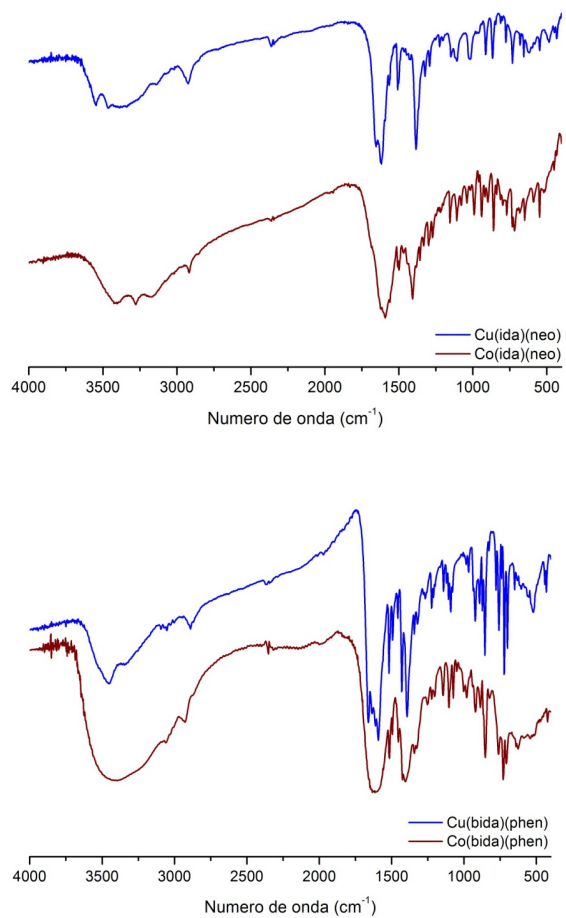 Cu(ida)(neo)
Co(ida)(neo)
4000 3500 3000 2500 2000 1500 1000 500
Numero de onda (cm⁻¹)
Cu(bida)(phen)
Co(bida)(phen)
4000 3500 3000 2500 2000 1500 1000 500
Numero de onda (cm⁻¹)